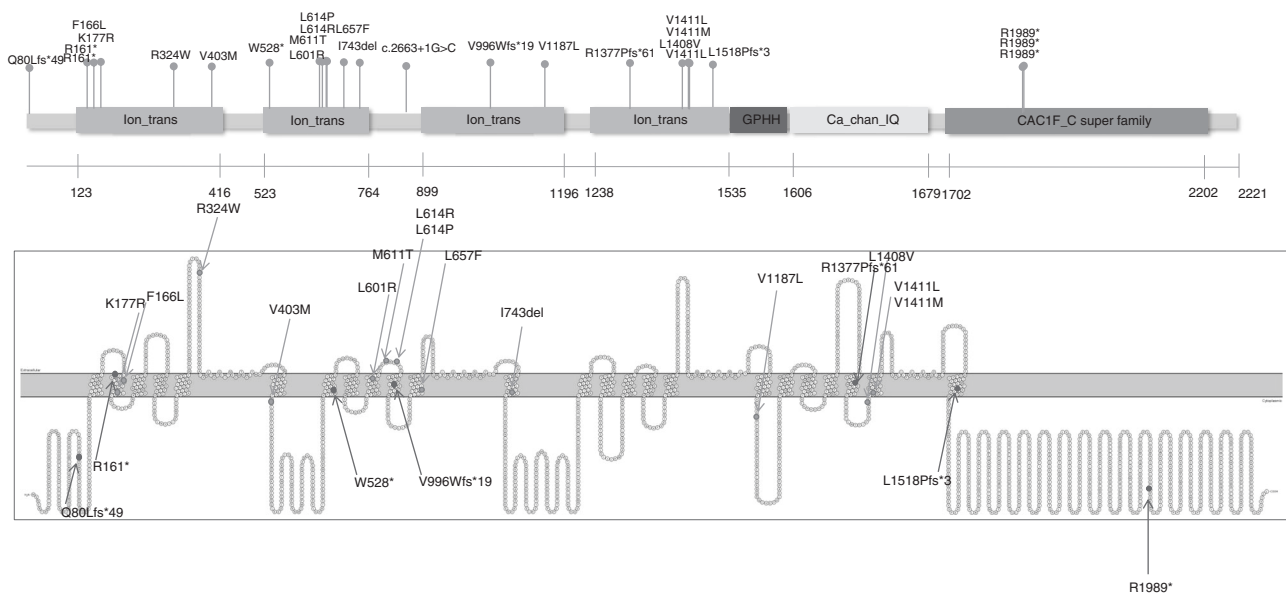 F166L
K177R
R161*
R161*
Q80Lfs*49
R324W
V403M
W528*
L614P
L614RL657F
M611T
I743del
L601R
c.2663+1G>C
V996Wfs*19
V1187L
R1377Pfs*61
V1411L
V1411M
L1408V
V1411L
L1518Pfs*3
R1989*
R1989*
R1989*
Ion_trans
Ion_trans
Ion_trans
Ion_trans
GPHH
Ca_chan_IQ
CAC1F_C super family
123
416
523
764
899
1196
1238
1535
1606
1679
1702
2202
2221
R324W
L614R
L614P
M611T
L657F
L1408V
R1377Pfs*61
V1187L
L601R
V1411L
V1411M
F166L
K177R
V403M
I743del
Extracellular
Cytoplasmic
R161*
W528*
V996Wfs*19
L1518Pfs*3
Q80Lfs*49
R1989*